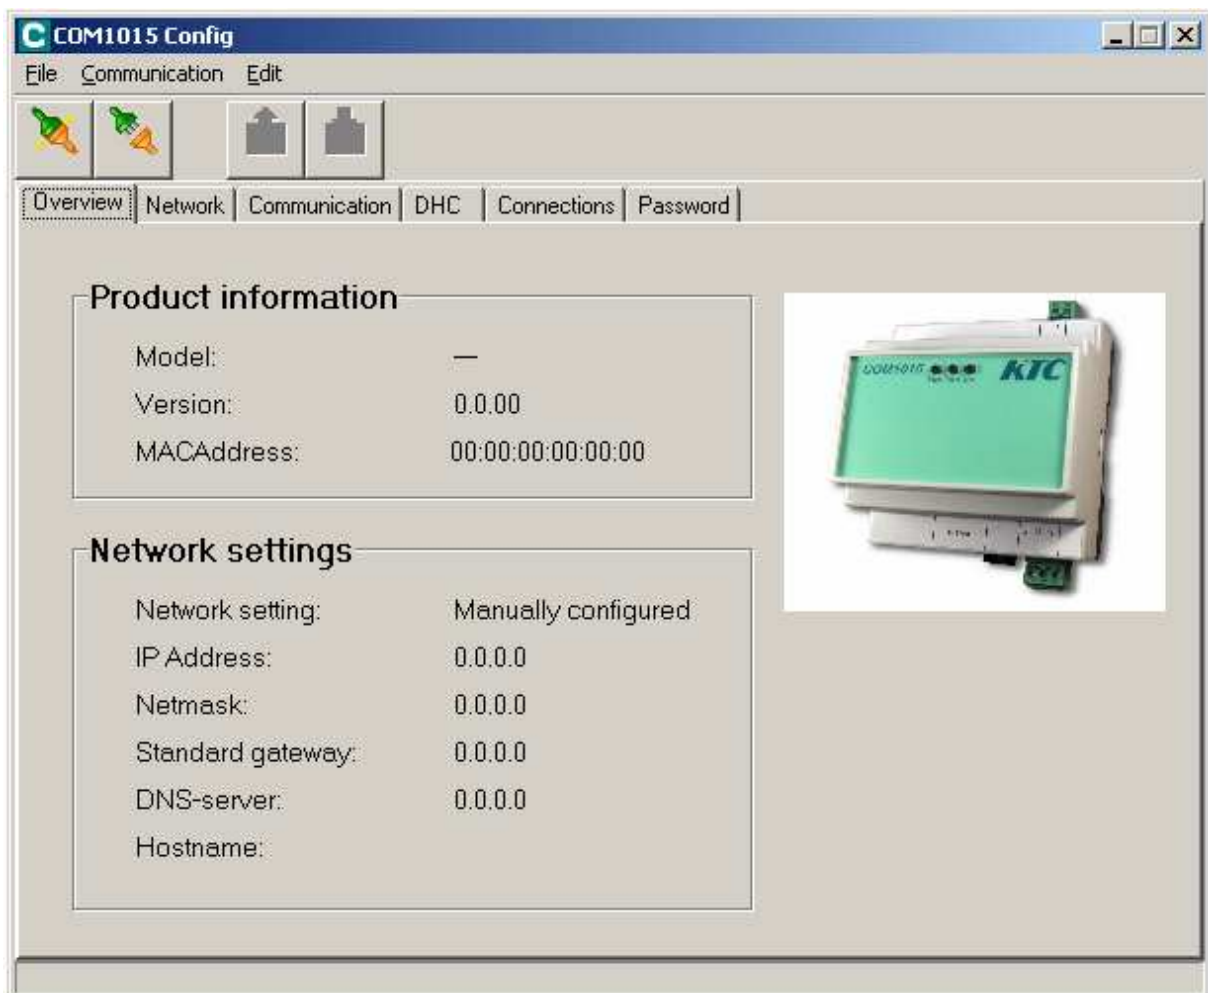 COM1015 Config
File Communication Edit
Overview Network Communication DHC Connections Password
Product information
Model: —
Version: 0.0.00
MACAddress: 00:00:00:00:00:00
COM1015 KTC
Network settings
Network setting: Manually configured
IP Address: 0.0.0.0
Netmask: 0.0.0.0
Standard gateway: 0.0.0.0
DNS-server: 0.0.0.0
Hostname: